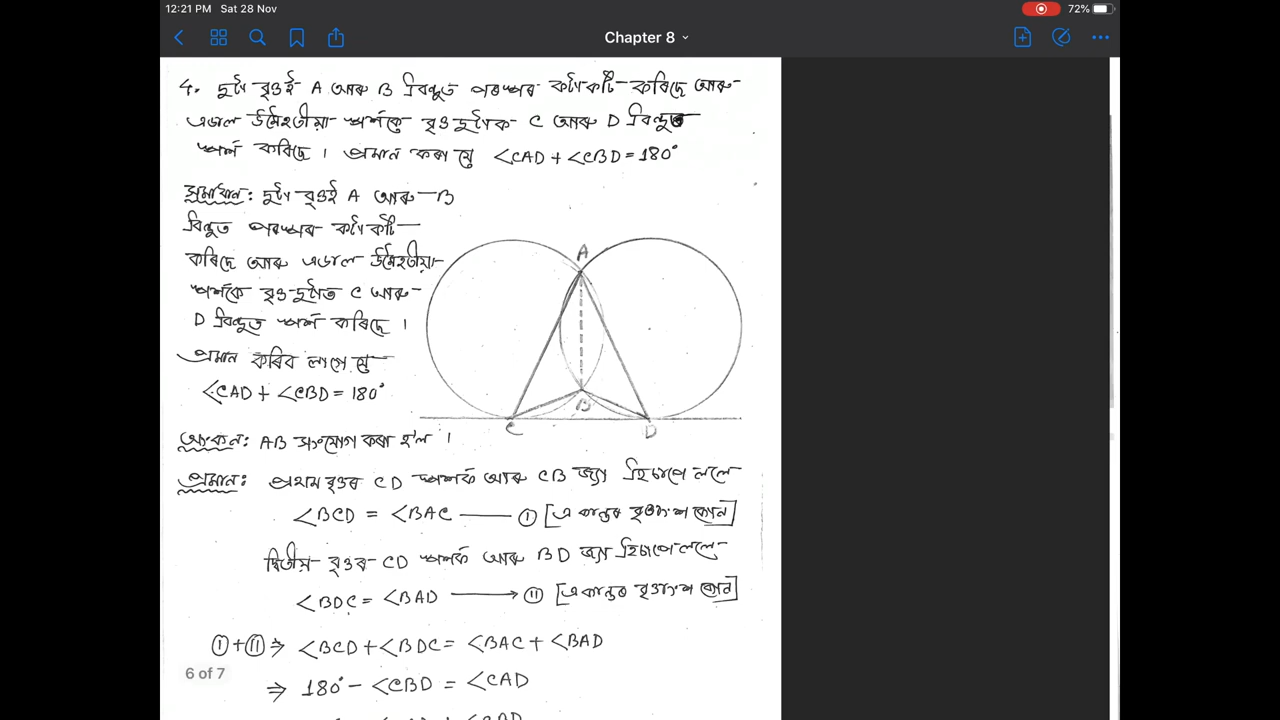 12:21 PM Sat 28 Nov
72%
Chapter 8
4. দুটা বৃত্তই A আৰু B বিন্দুত পৰস্পৰ কটাকটি কৰিছে আৰু
এডাল উমৈহতীয়া স্পৰ্শকে বৃত্তদুটাক C আৰু D বিন্দুত
স্পৰ্শ কৰিছে । প্ৰমান কৰা যে ∠CAD + ∠CBD = 180°
সমাধান: দুটা বৃত্তই A আৰু B
বিন্দুত পৰস্পৰ কটাকটি
কৰিছে আৰু এডাল উমৈহতীয়া
স্পৰ্শকে বৃত্তদুটাত C আৰু
D বিন্দুত স্পৰ্শ কৰিছে ।
প্ৰমান কৰিব লাগে যে
∠CAD + ∠CBD = 180°
A
B
C
D
অংকন: AB সংযোগ কৰা হ'ল ।
প্ৰমান: প্ৰথম বৃত্তৰ CD স্পৰ্শক আৰু CB জ্যা হিচাপে ললে
∠BCD = ∠BAC — ① [একান্তৰ বৃত্তাংশ কোন]
দ্বিতীয় বৃত্তৰ CD স্পৰ্শক আৰু BD জ্যা হিচাপে ললে
∠BDC = ∠BAD ⟶ ⑪ [একান্তৰ বৃত্তাংশ কোন]
① + ⑪ ⇒ ∠BCD + ∠BDC = ∠BAC + ∠BAD
6 of 7
⇒ 180° − ∠CBD = ∠CAD